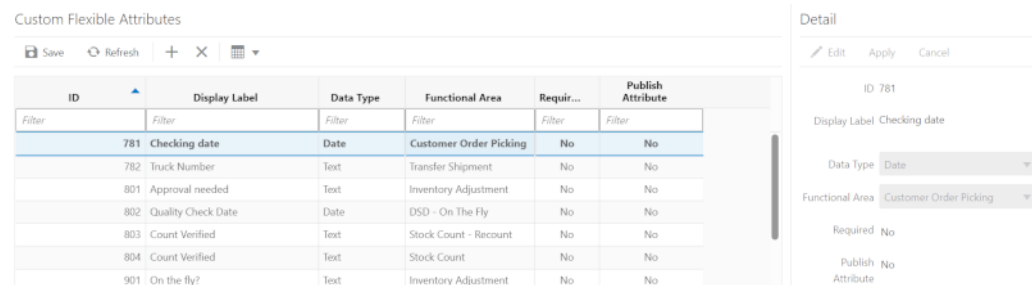 Custom Flexible Attributes
Save Refresh
ID Display Label Data Type Functional Area Requir... Publish Attribute
Filter Filter Filter Filter Filter Filter
781 Checking date Date Customer Order Picking No No
782 Truck Number Text Transfer Shipment No No
801 Approval needed Text Inventory Adjustment No No
802 Quality Check Date Date DSD - On The Fly No No
803 Count Verified Text Stock Count - Recount No No
804 Count Verified Text Stock Count No No
901 On the fly? Text Inventory Adjustment No No
Detail
Edit Apply Cancel
ID 781
Display Label Checking date
Data Type Date
Functional Area Customer Order Picking
Required No
Publish Attribute No